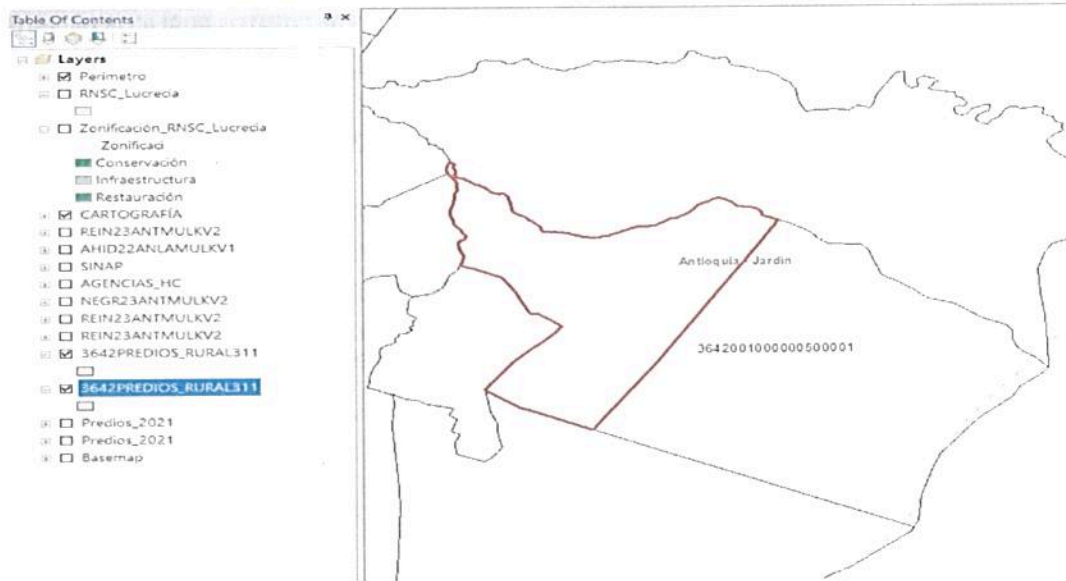 Table Of Contents
Layers
Perimetro
RNSC_Lucrecia
Zonificación_RNSC_Lucrecia
Zonificaci
Conservación
Infraestructura
Restauración
CARTOGRAFÍA
REIN23ANTMULKV2
AHID22ANLAMULKV1
SINAP
AGENCIAS_HC
NEGR23ANTMULKV2
REIN23ANTMULKV2
REIN23ANTMULKV2
3642PREDIOS_RURAL311
3642PREDIOS_RURAL311
Predios_2021
Predios_2021
Basemap
Antioquia - Jardin
3642001000000500001